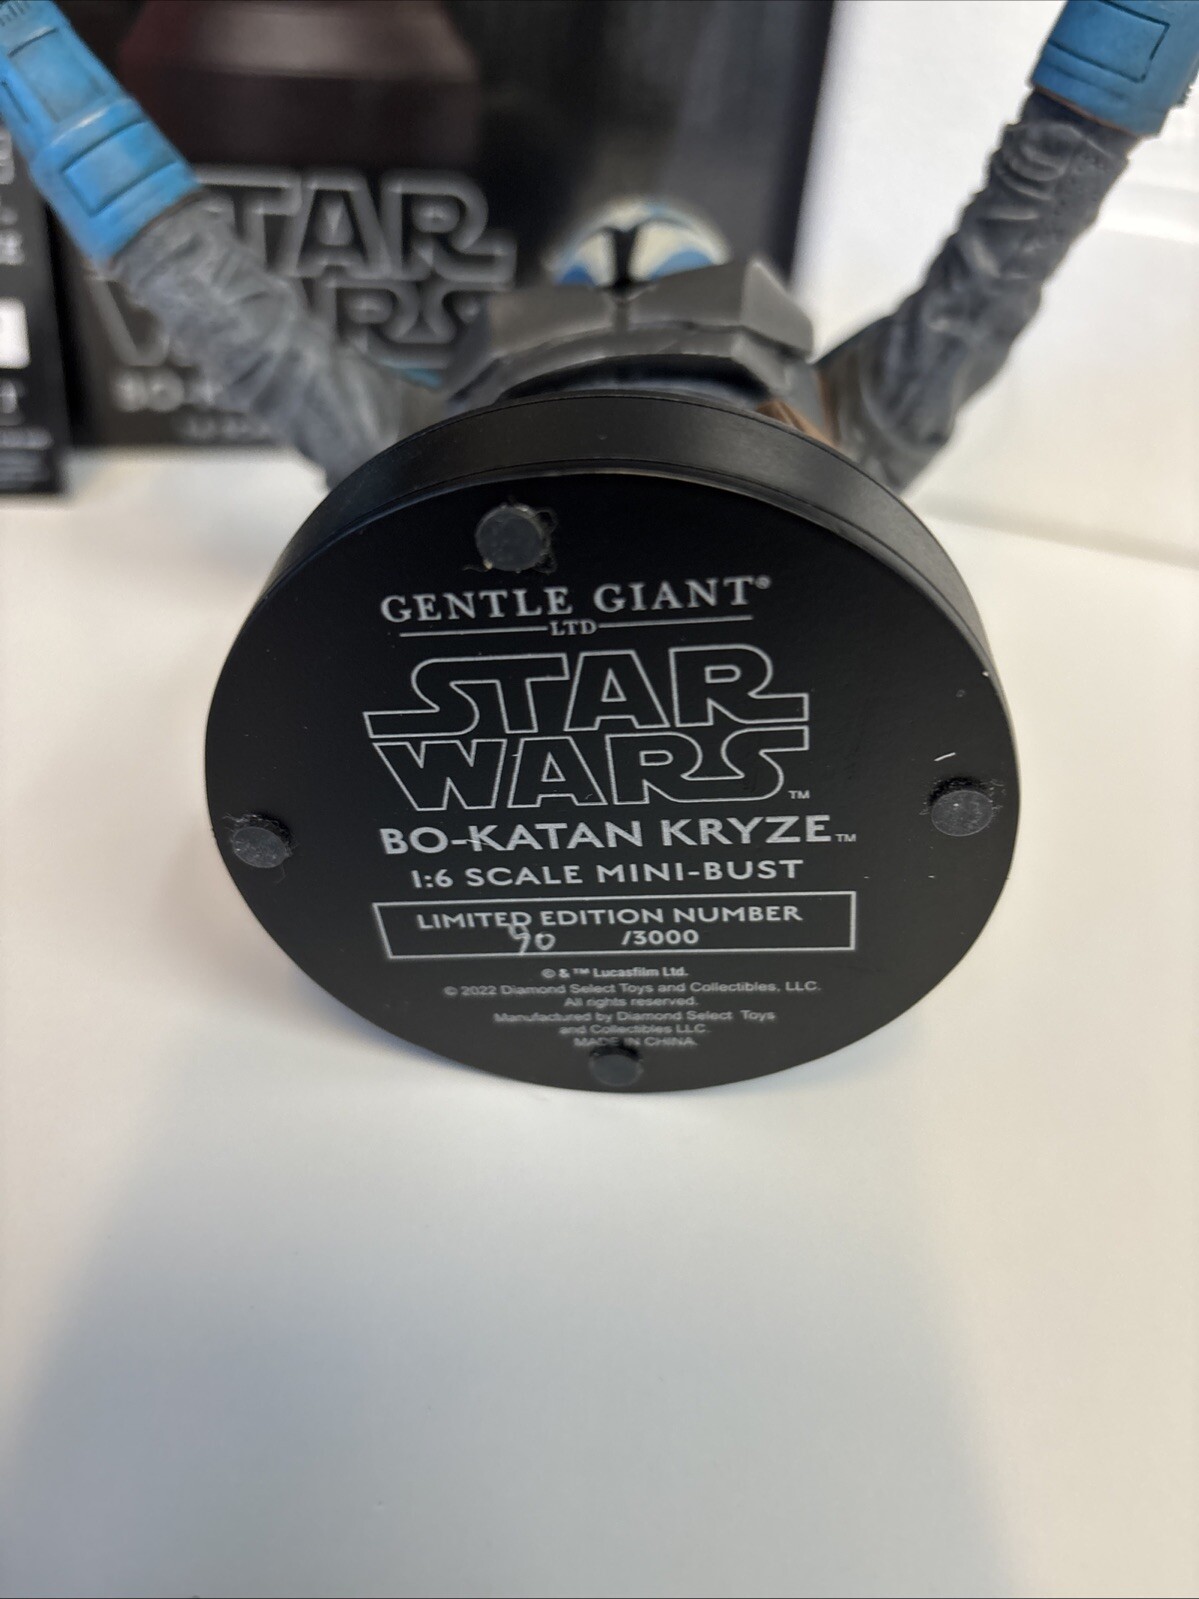 STAR
WARS
BO-K
GENTLE GIANT®
LTD
STAR
WARS™
BO-KATAN KRYZE™
1:6 SCALE MINI-BUST
LIMITED EDITION NUMBER
90 /3000
© & ™ Lucasfilm Ltd.
© 2022 Diamond Select Toys and Collectibles, LLC.
All rights reserved.
Manufactured by Diamond Select Toys
and Collectibles LLC.
MADE IN CHINA.